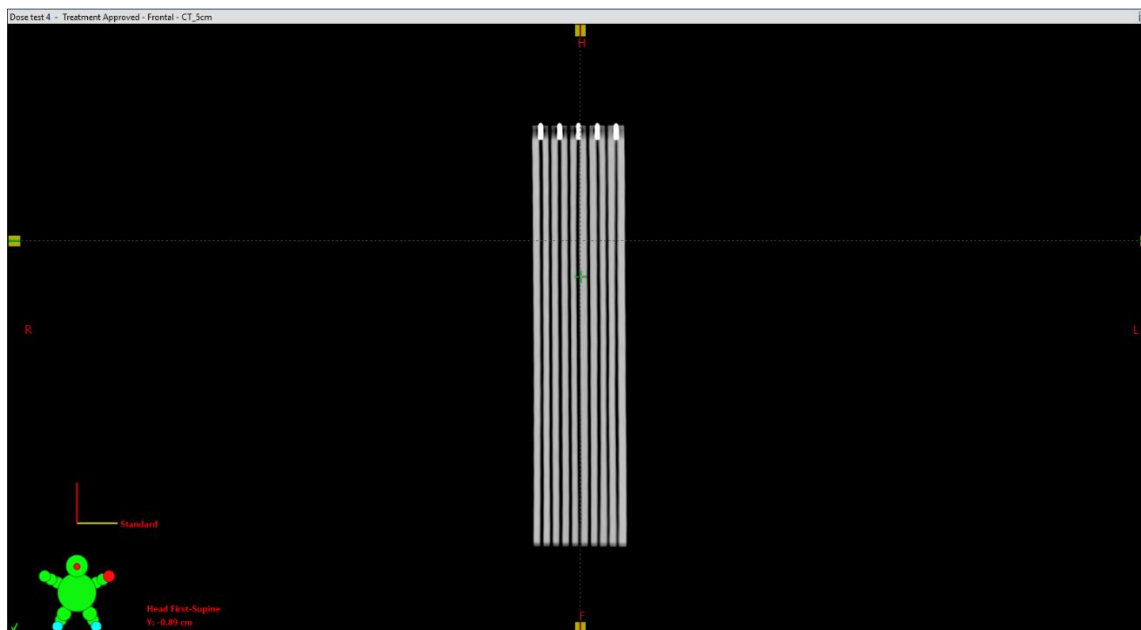 Dose test 4 - Treatment Approved - Frontal - CT_5cm
H
R
L
Standard
F
Head First-Supine
Y: -0.89 cm